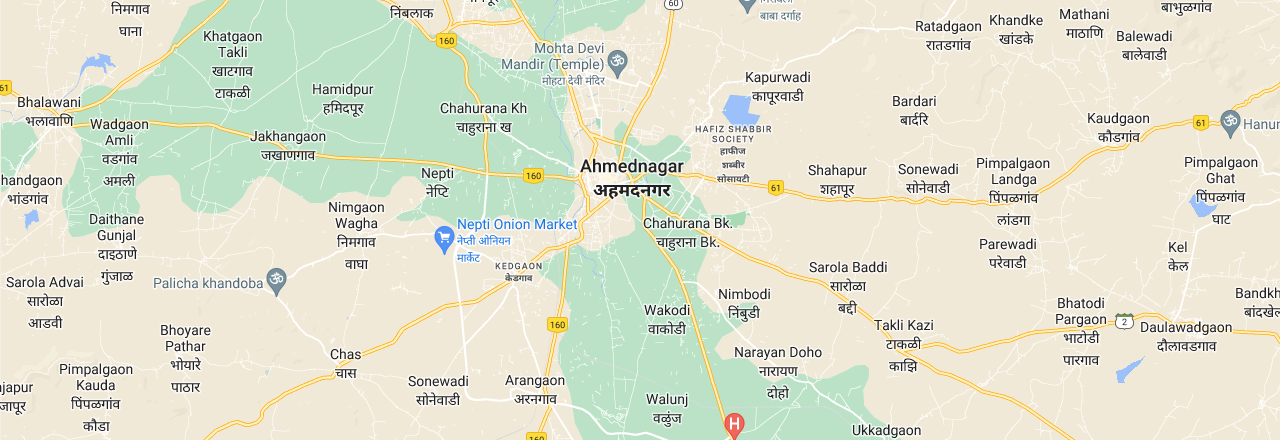 निमगाव
घाना
निंबलाक
60
बाबा दर्गाह
Ratadgaon
रातडगांव
Khandke
खांडके
Mathani
माठाणि
बाभुळगांव
Balewadi
बालेवाडी
160
Khatgaon
Takli
खाटगाव
टाकळी
Mohta Devi
Mandir (Temple)
मोहटा देवी मंदिर
Kapurwadi
कापूरवाडी
61
Bhalawani
भलावाणि
Hamidpur
हमिदपूर
Chahurana Kh
चाहुराना ख
Bardari
बार्दरि
Kaudgaon
कौडगांव
61
Wadgaon
Amli
वडगांव
अमली
Jakhangaon
जखाणगाव
HAFIZ SHABBIR
SOCIETY
हाफीज
शब्बीर
सोसायटी
Ahmednagar
अहमदनगर
160
61
Nepti
नेप्टि
Shahapur
शहापूर
Sonewadi
सोनेवाडी
Pimpalgaon
Landga
पिंपळगांव
लांडगा
Pimpalgaon
Ghat
पिंपळगांव
घाट
handgaon
भांडगांव
Daithane
Gunjal
दाइठाणे
गुंजाळ
Nimgaon
Wagha
निमगाव
वाघा
Nepti Onion Market
नेप्ती ओनियन
मार्केट
Chahurana Bk.
चाहुराना Bk.
Parewadi
परेवाडी
Kel
केल
KEDGAON
केडगाव
Sarola Advai
सारोळा
आडवी
Palicha khandoba
Sarola Baddi
सारोळा
बद्दी
Nimbodi
निंबुडी
Wakodi
वाकोडी
160
Bhatodi
Pargaon
भाटोडी
पारगाव
2
Daulawadgaon
दौलावडगाव
Bandkh
बांदखेल
Bhoyare
Pathar
भोयारे
पाठार
Takli Kazi
टाकळी
काझि
Chas
चास
Narayan Doho
नारायण
दोहो
Pimpalgaon
Kauda
पिंपळगांव
कौडा
japur
जापूर
Sonewadi
सोनेवाडी
Arangaon
अरनगाव
Walunj
वळुंज
H
Ukkadgaon
160